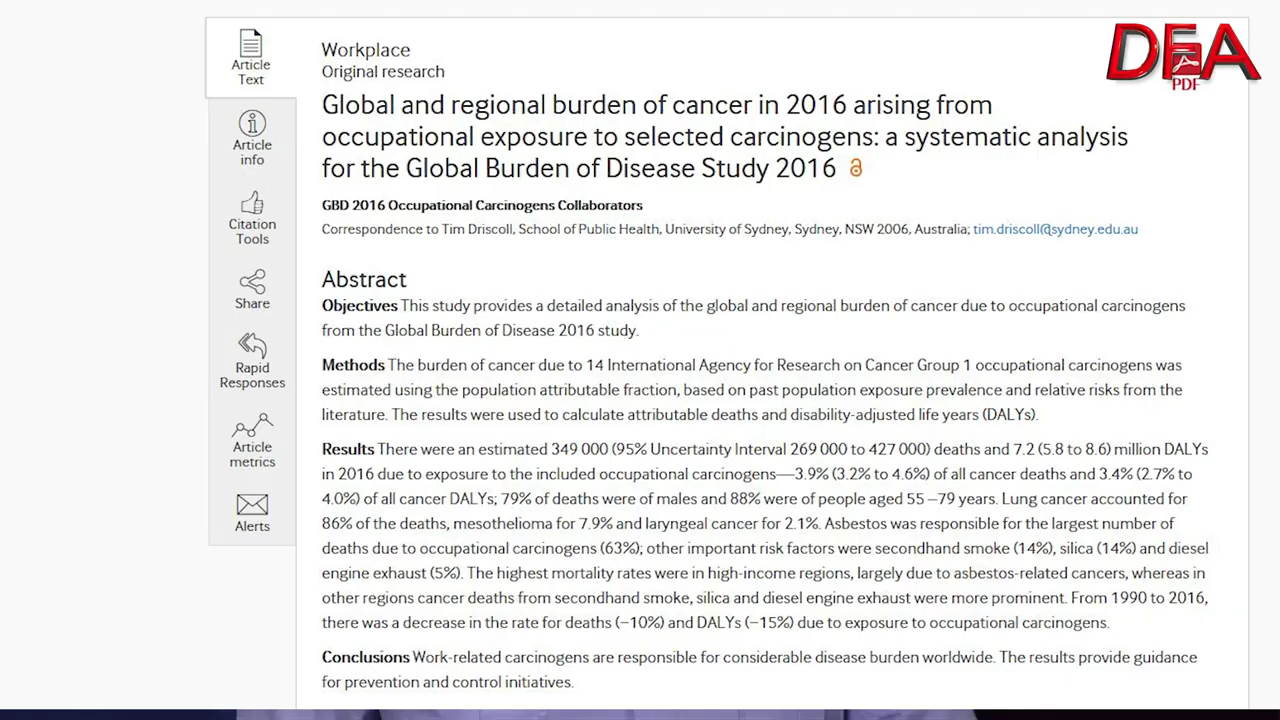 Article
Text
Article
info
Citation
Tools
Share
Rapid
Responses
Article
metrics
Alerts
DEA
PDF
Workplace
Original research
Global and regional burden of cancer in 2016 arising from
occupational exposure to selected carcinogens: a systematic analysis
for the Global Burden of Disease Study 2016
GBD 2016 Occupational Carcinogens Collaborators
Correspondence to Tim Driscoll, School of Public Health, University of Sydney, Sydney, NSW 2006, Australia; tim.driscoll@sydney.edu.au
Abstract
Objectives This study provides a detailed analysis of the global and regional burden of cancer due to occupational carcinogens
from the Global Burden of Disease 2016 study.
Methods The burden of cancer due to 14 International Agency for Research on Cancer Group 1 occupational carcinogens was
estimated using the population attributable fraction, based on past population exposure prevalence and relative risks from the
literature. The results were used to calculate attributable deaths and disability-adjusted life years (DALYs).
Results There were an estimated 349 000 (95% Uncertainty Interval 269 000 to 427 000) deaths and 7.2 (5.8 to 8.6) million DALYs
in 2016 due to exposure to the included occupational carcinogens—3.9% (3.2% to 4.6%) of all cancer deaths and 3.4% (2.7% to
4.0%) of all cancer DALYs; 79% of deaths were of males and 88% were of people aged 55 –79 years. Lung cancer accounted for
86% of the deaths, mesothelioma for 7.9% and laryngeal cancer for 2.1%. Asbestos was responsible for the largest number of
deaths due to occupational carcinogens (63%); other important risk factors were secondhand smoke (14%), silica (14%) and diesel
engine exhaust (5%). The highest mortality rates were in high-income regions, largely due to asbestos-related cancers, whereas in
other regions cancer deaths from secondhand smoke, silica and diesel engine exhaust were more prominent. From 1990 to 2016,
there was a decrease in the rate for deaths (−10%) and DALYs (−15%) due to exposure to occupational carcinogens.
Conclusions Work-related carcinogens are responsible for considerable disease burden worldwide. The results provide guidance
for prevention and control initiatives.